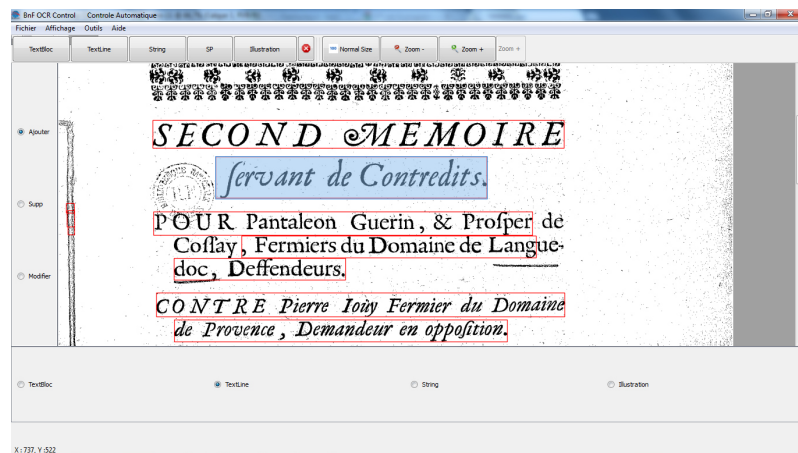 BnF OCR Control Controle Automatique
Fichier Affichage Outils Aide
TextBloc TextLine String SP Illustration Normal Size Zoom - Zoom + Zoom +
Ajouter
Supp
Modifier
SECOND MEMOIRE
ſervant de Contredits.
POUR Pantaleon Guerin, & Proſper de
Coſſay, Fermiers du Domaine de Langue-
doc, Deffendeurs.
CONTRE Pierre Ioüy Fermier du Domaine
de Provence, Demandeur en oppoſition.
TextBloc TextLine String Illustration
X : 737, Y :522